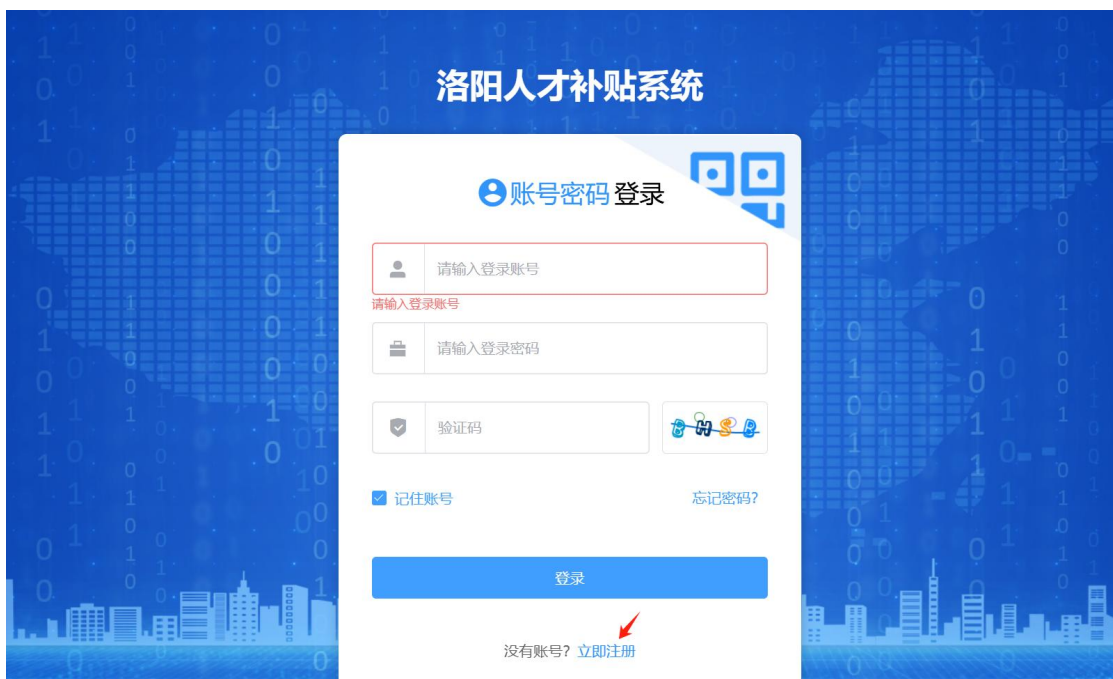 洛阳人才补贴系统
账号密码 登录
请输入登录账号
请输入登录账号
请输入登录密码
验证码
BHSB
记住账号
忘记密码?
登录
没有账号? 立即注册